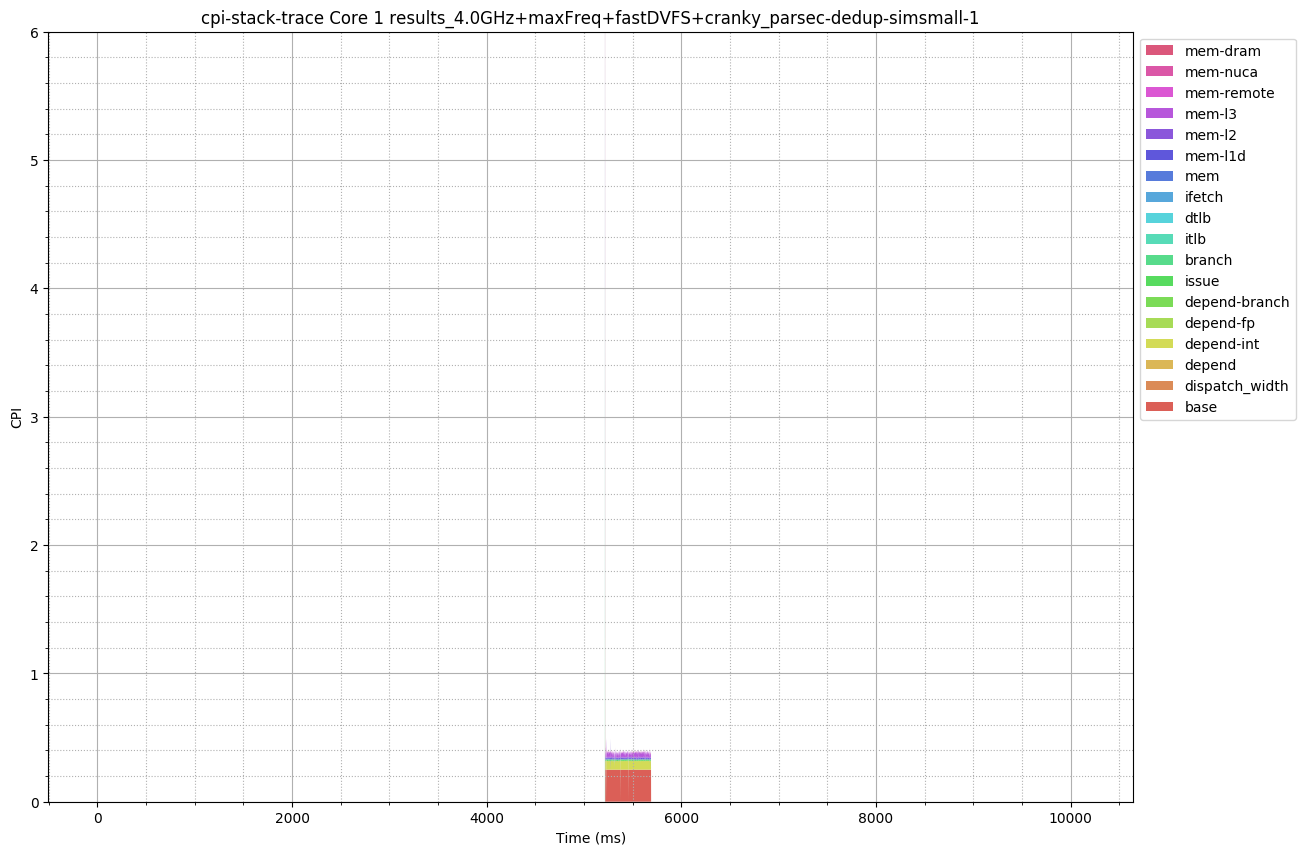 cpi-stack-trace Core 1 results_4.0GHz+maxFreq+fastDVFS+cranky_parsec-dedup-simsmall-1
6
5
4
3
2
1
0
CPI
0 2000 4000 6000 8000 10000
Time (ms)
mem-dram
mem-nuca
mem-remote
mem-l3
mem-l2
mem-l1d
mem
ifetch
dtlb
itlb
branch
issue
depend-branch
depend-fp
depend-int
depend
dispatch_width
base